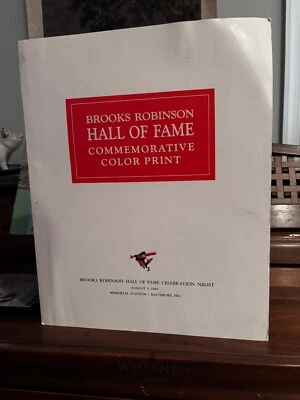 BROOKS ROBINSON
HALL OF FAME
COMMEMORATIVE
COLOR PRINT
BROOKS ROBINSON HALL OF FAME CELEBRATION NIGHT
MEMORIAL STADIUM • BALTIMORE, MD.
WHITNEY